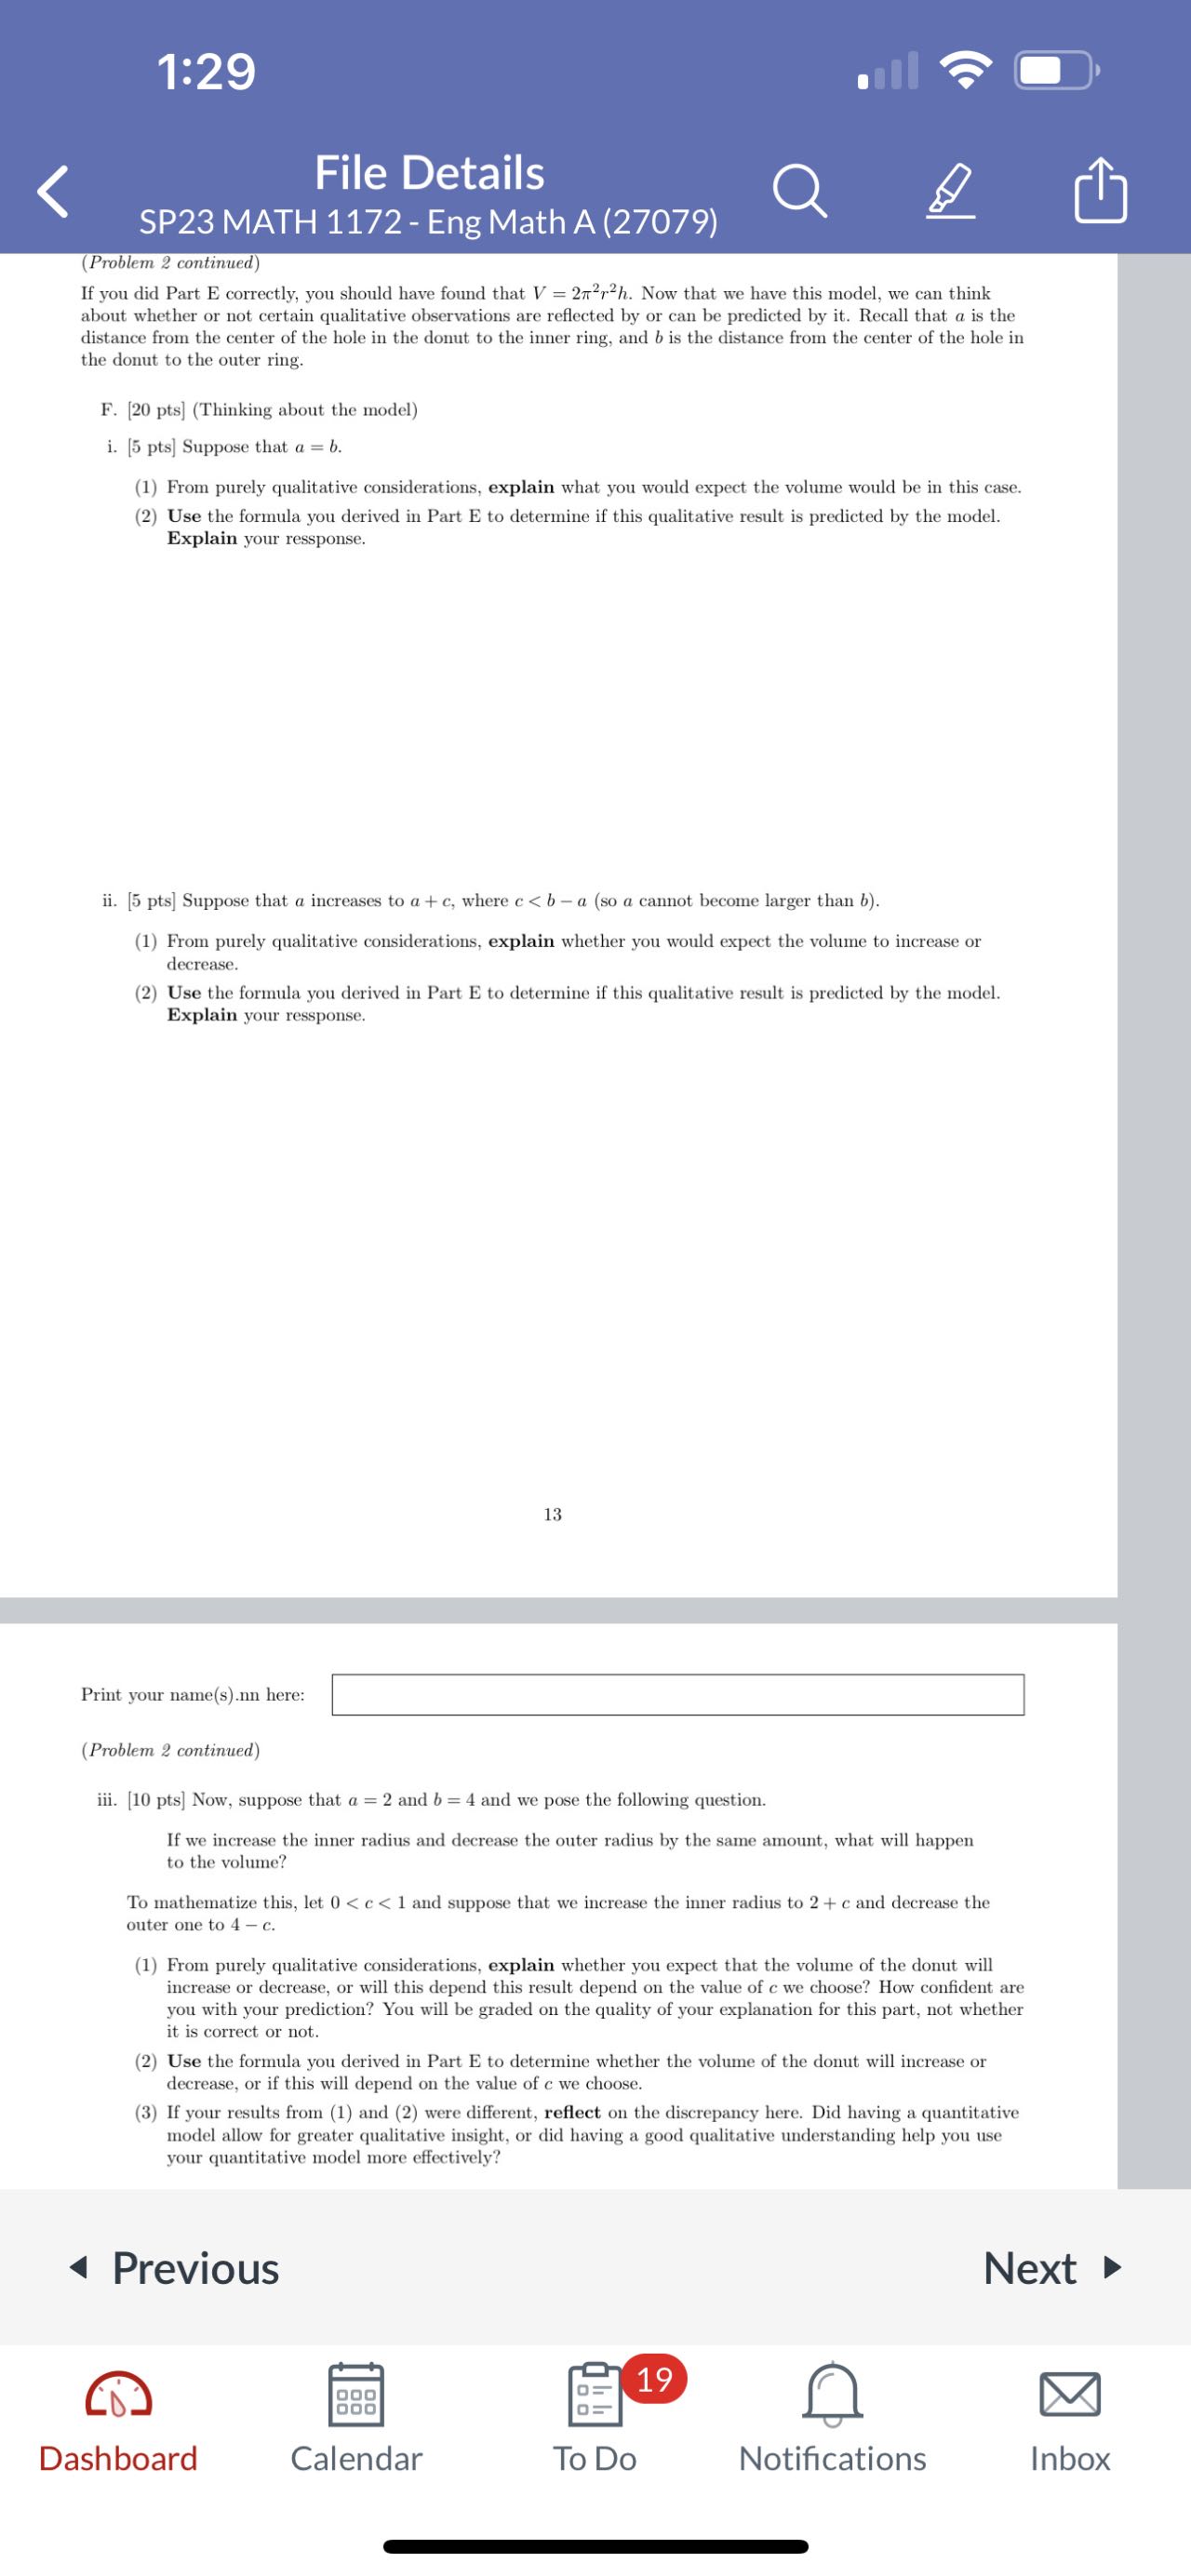 1:29
File Details
SP23 MATH 1172 - Eng Math A (27079)
(Problem 2 continued)
If you did Part E correctly, you should have found that V = 2π²r²h. Now that we have this model, we can think
about whether or not certain qualitative observations are reflected by or can be predicted by it. Recall that a is the
distance from the center of the hole in the donut to the inner ring, and b is the distance from the center of the hole in
the donut to the outer ring.
F. [20 pts] (Thinking about the model)
i. [5 pts] Suppose that a = b.
(1) From purely qualitative considerations, explain what you would expect the volume would be in this case.
(2) Use the formula you derived in Part E to determine if this qualitative result is predicted by the model.
Explain your ressponse.
ii. [5 pts] Suppose that a increases to a + c, where c < b − a (so a cannot become larger than b).
(1) From purely qualitative considerations, explain whether you would expect the volume to increase or
decrease.
(2) Use the formula you derived in Part E to determine if this qualitative result is predicted by the model.
Explain your ressponse.
13
Print your name(s).nn here:
(Problem 2 continued)
iii. [10 pts] Now, suppose that a = 2 and b = 4 and we pose the following question.
If we increase the inner radius and decrease the outer radius by the same amount, what will happen
to the volume?
To mathematize this, let 0 < c < 1 and suppose that we increase the inner radius to 2 + c and decrease the
outer one to 4 − c.
(1) From purely qualitative considerations, explain whether you expect that the volume of the donut will
increase or decrease, or will this depend this result depend on the value of c we choose? How confident are
you with your prediction? You will be graded on the quality of your explanation for this part, not whether
it is correct or not.
(2) Use the formula you derived in Part E to determine whether the volume of the donut will increase or
decrease, or if this will depend on the value of c we choose.
(3) If your results from (1) and (2) were different, reflect on the discrepancy here. Did having a quantitative
model allow for greater qualitative insight, or did having a good qualitative understanding help you use
your quantitative model more effectively?
Previous
Next
19
Dashboard
Calendar
To Do
Notifications
Inbox